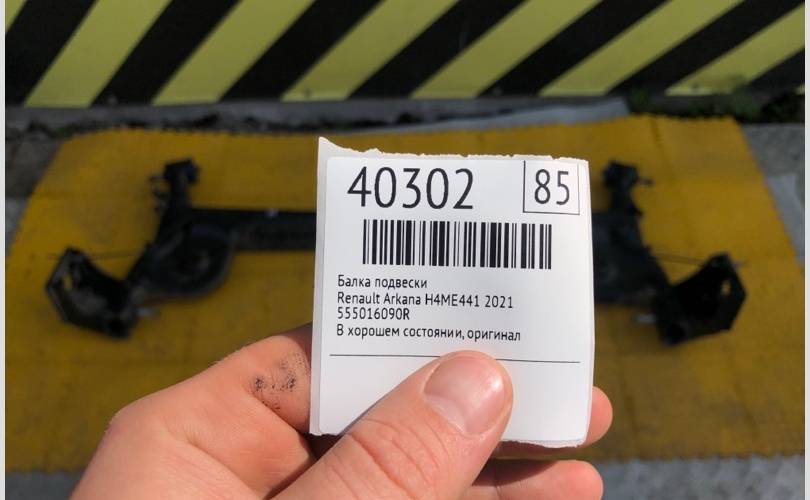 40302
85
Балка подвески
Renault Arkana H4ME441 2021
555016090R
В хорошем состоянии, оригинал